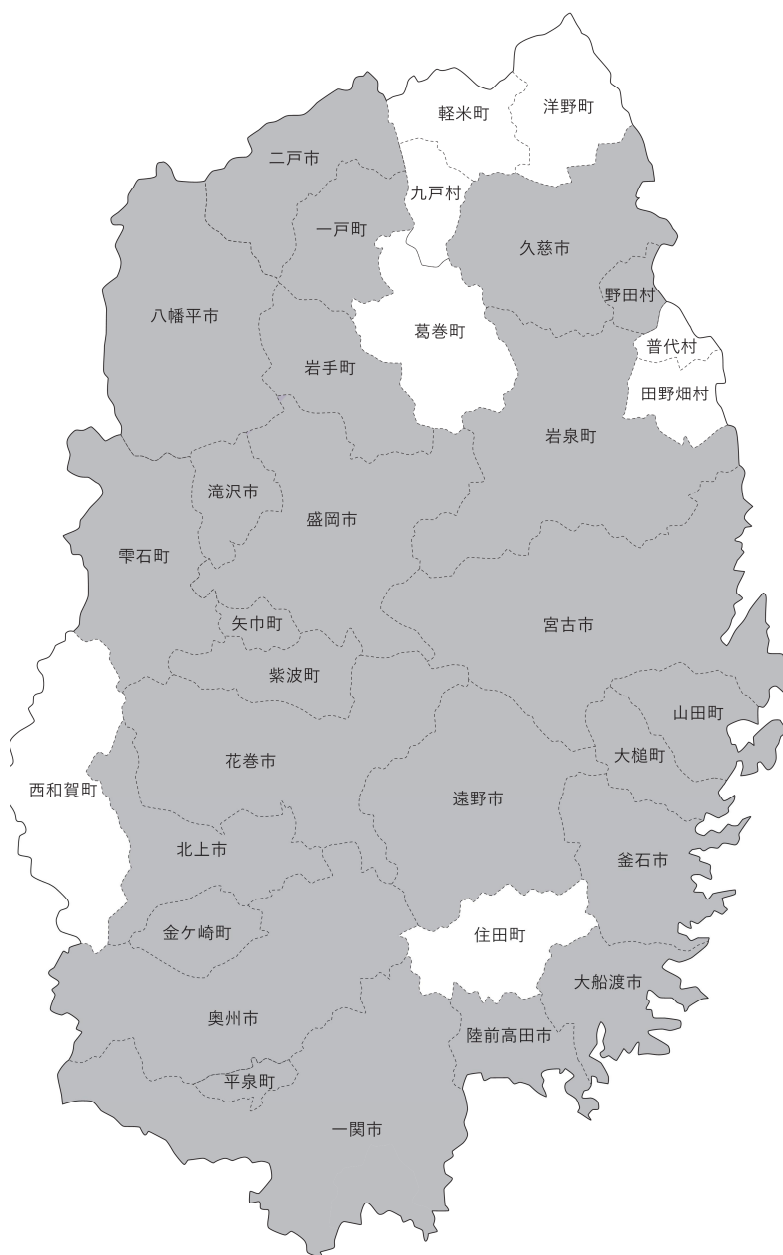 洋野町
軽米町
二戸市
九戸村
一戸町
久慈市
野田村
八幡平市
葛巻町
普代村
岩手町
田野畑村
岩泉町
滝沢市
盛岡市
雫石町
矢巾町
宮古市
紫波町
山田町
大槌町
花巻市
西和賀町
遠野市
北上市
釜石市
金ケ崎町
住田町
大船渡市
奥州市
陸前高田市
平泉町
一関市